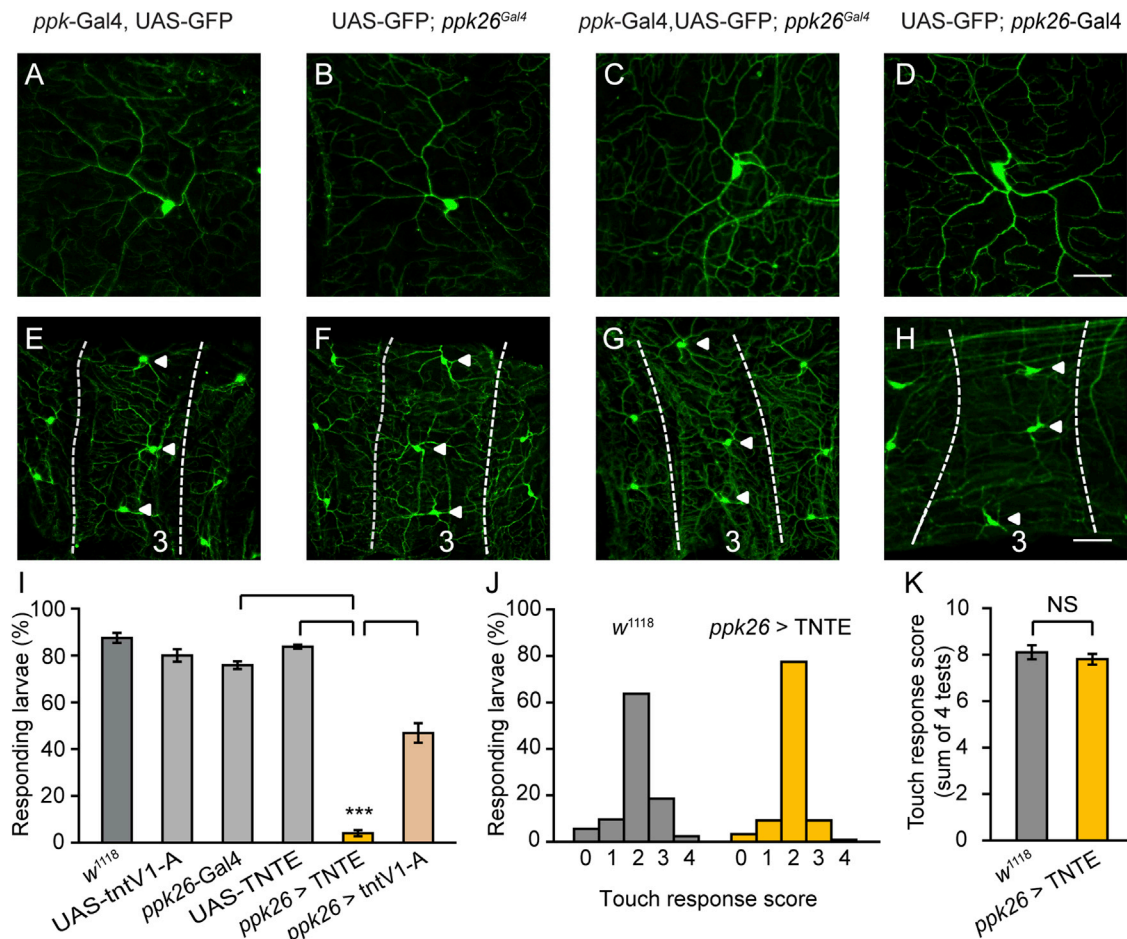 ppk-Gal4, UAS-GFP
UAS-GFP; ppk26Gal4
ppk-Gal4,UAS-GFP; ppk26Gal4
UAS-GFP; ppk26-Gal4
A
B
C
D
E
F
G
H
3
3
3
3
I
J
K
Responding larvae (%)
100
80
60
40
20
0
***
w1118
UAS-tntV1-A
ppk26-Gal4
UAS-TNTE
ppk26 > TNTE
ppk26 > tntV1-A
Responding larvae (%)
100
80
60
40
20
0
w1118
ppk26 > TNTE
0 1 2 3 4
0 1 2 3 4
Touch response score
Touch response score
(sum of 4 tests)
10
8
6
4
2
0
NS
w1118
ppk26 > TNTE